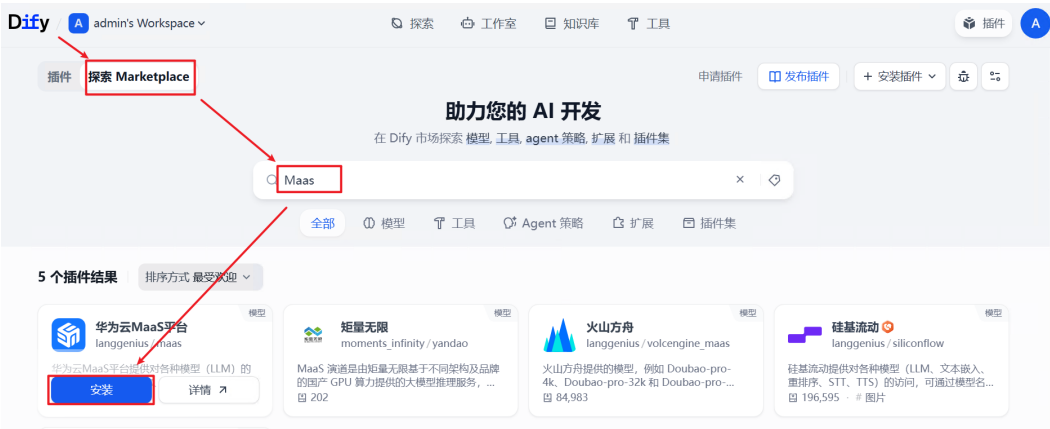 Dify / A admin's Workspace 探索 工作室 知识库 工具 插件 A
插件 探索 Marketplace 申请插件 发布插件 + 安装插件
助力您的 AI 开发
在 Dify 市场探索 模型, 工具, agent 策略, 扩展 和 插件集
Maas
全部 模型 工具 Agent 策略 扩展 插件集
5 个插件结果 排序方式 最受欢迎
模型
华为云MaaS平台
langgenius / maas
华为云MaaS平台提供对各种模型（LLM）的
安装 详情
模型
矩量无限
moments_infinity / yandao
MaaS 演道是由矩量无限基于不同架构及品牌
的国产 GPU 算力提供的大模型推理服务，...
202
模型
火山方舟
langgenius / volcengine_maas
火山方舟提供的模型，例如 Doubao-pro-
4k、Doubao-pro-32k 和 Doubao-pro-...
84,983
模型
硅基流动
langgenius / siliconflow
硅基流动提供对各种模型（LLM、文本嵌入、
重排序、STT、TTS）的访问，可通过模型名...
196,595 · # 图片